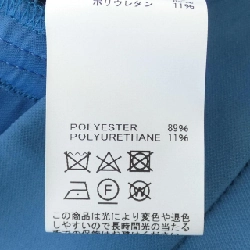 ポリウレタン 11%
POLYESTER 89%
POLYURETHANE 11%
この商品は光により変色や退色
しやすいので長時間照光の当たる